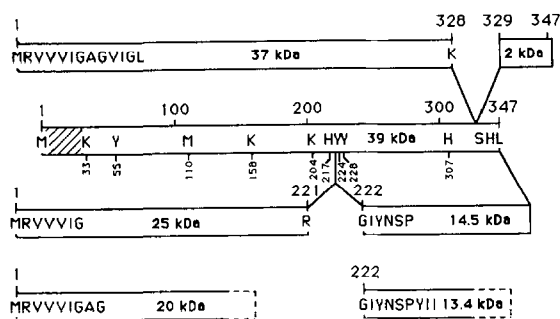 1 328 329 347
MRVVVIGAGVIGL 37 kDa K 2 kDa
1 100 200 300 347
M K Y M K K HYY 39 kDa H SHL
33 55 110 158 204 217 224 228 307
1 221 222
MRVVVIG 25 kDa R GIYNSP 14.5 kDa
1 222
MRVVVIGAG 20 kDa 13.4 kDa